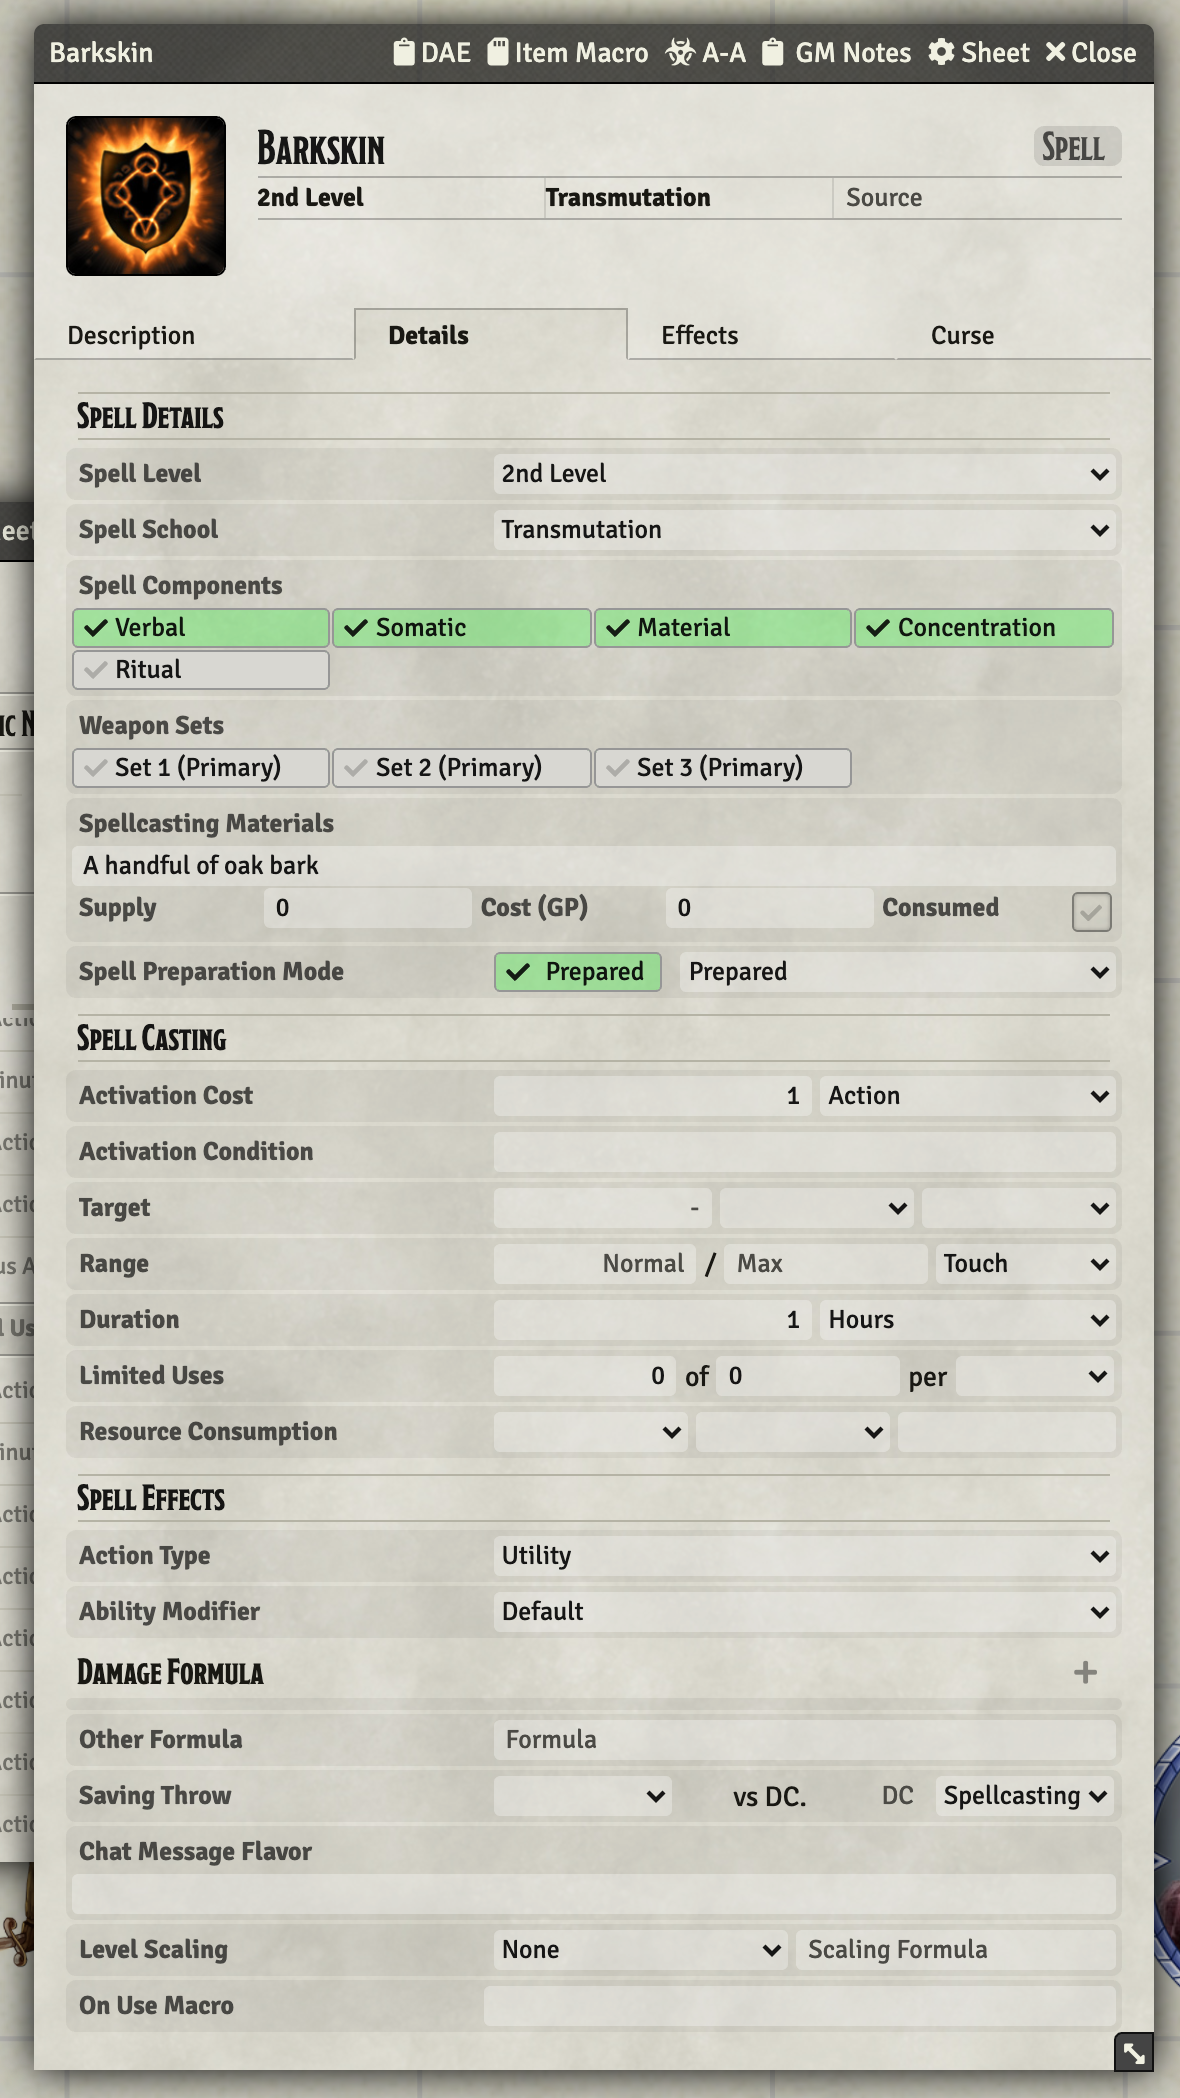 Barkskin DAE Item Macro A-A GM Notes Sheet Close
Barkskin
Spell
2nd Level Transmutation Source
Description Details Effects Curse
Spell Details
Spell Level 2nd Level
Spell School Transmutation
Spell Components
Verbal Somatic Material Concentration
Ritual
Weapon Sets
Set 1 (Primary) Set 2 (Primary) Set 3 (Primary)
Spellcasting Materials
A handful of oak bark
Supply 0 Cost (GP) 0 Consumed
Spell Preparation Mode Prepared Prepared
Spell Casting
Activation Cost 1 Action
Activation Condition
Target -
Range Normal / Max Touch
Duration 1 Hours
Limited Uses 0 of 0 per
Resource Consumption
Spell Effects
Action Type Utility
Ability Modifier Default
Damage Formula
Other Formula Formula
Saving Throw vs DC. DC Spellcasting
Chat Message Flavor
Level Scaling None Scaling Formula
On Use Macro